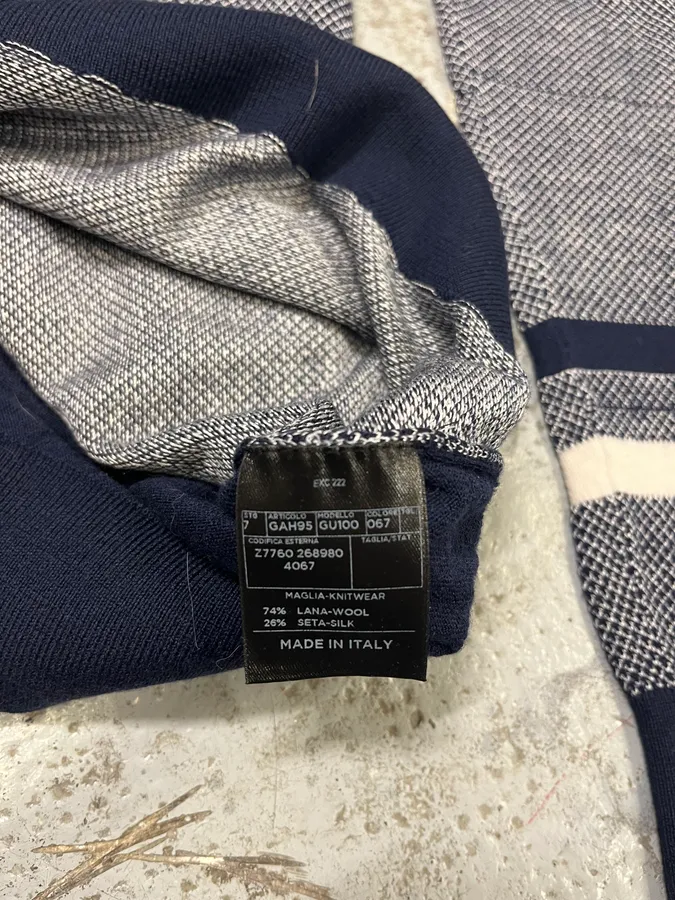 EXC 222
STG ARTICOLO MODELLO COLORE TGL
7 GAH95 GU100 067
CODIFICA ESTERNA TAGLIA/STAT
Z7760 268980
4067
MAGLIA-KNITWEAR
74% LANA-WOOL
26% SETA-SILK
MADE IN ITALY